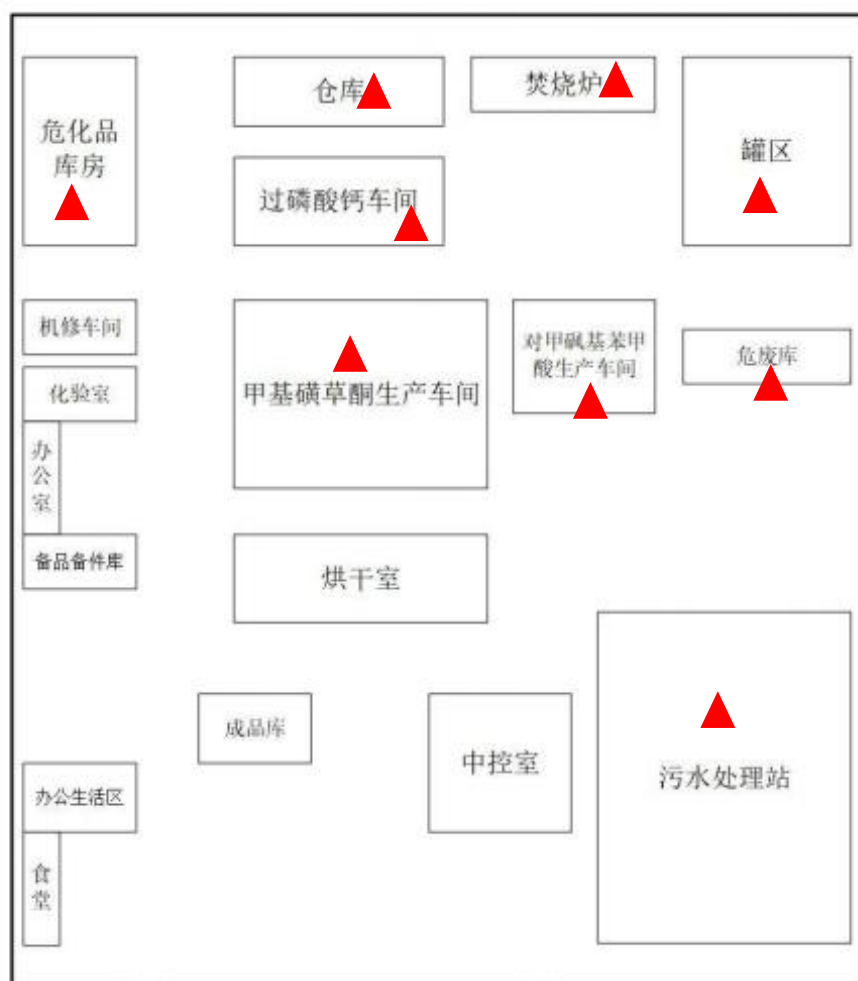 危化品
库房
仓库
焚烧炉
罐区
过磷酸钙车间
机修车间
化验室
办
公
室
备品备件库
甲基磺草酮生产车间
对甲砜基苯甲
酸生产车间
危废库
烘干室
成品库
中控室
污水处理站
办公生活区
食
堂